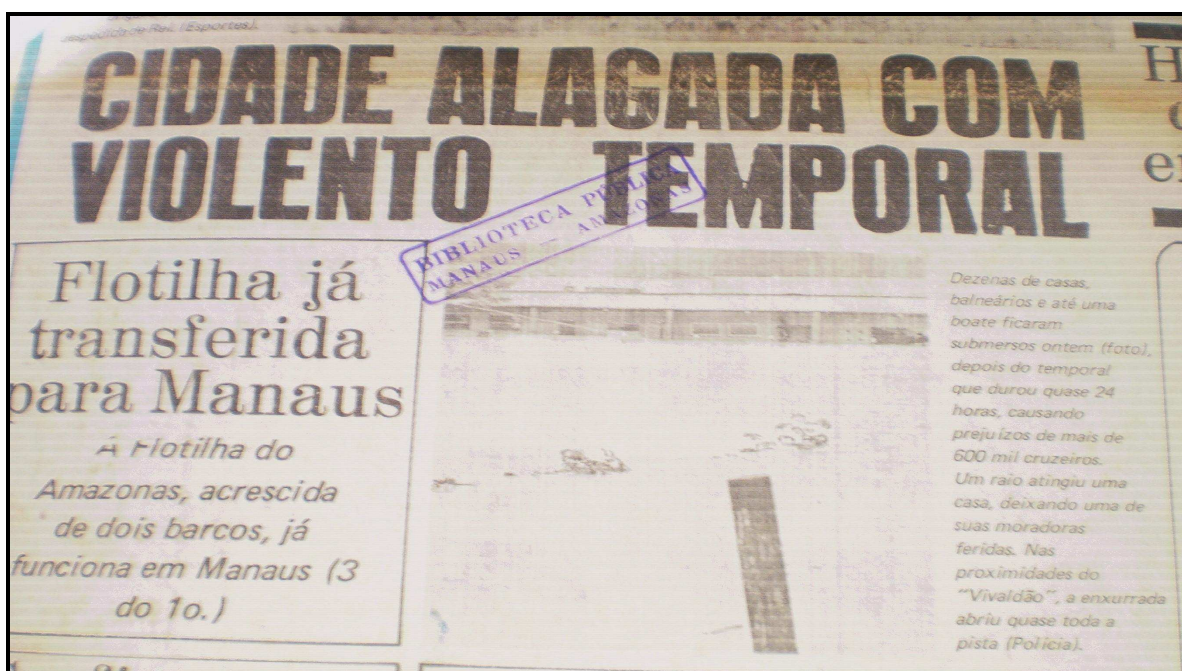 (Esportes).
CIDADE ALAGADA COM
VIOLENTO TEMPORAL
BIBLIOTECA PÚBLICA
MANAUS — AMAZONAS
Flotilha já
transferida
para Manaus
A Flotilha do
Amazonas, acrescida
de dois barcos, já
funciona em Manaus (3
do 1o.)
Dezenas de casas,
balneários e até uma
boate ficaram
submersos ontem (foto),
depois do temporal
que durou quase 24
horas, causando
prejuízos de mais de
600 mil cruzeiros.
Um raio atingiu uma
casa, deixando uma de
suas moradoras
feridas. Nas
proximidades do
"Vivaldão", a enxurrada
abriu quase toda a
pista (Polícia).